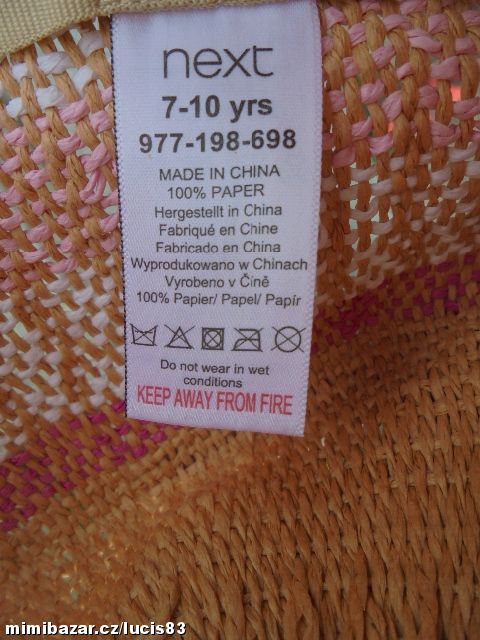 next
7-10 yrs
977-198-698
MADE IN CHINA
100% PAPER
Hergestellt in China
Fabriqué en Chine
Fabricado en China
Wyprodukowano w Chinach
Vyrobeno v Číně
100% Papier/ Papel/ Papír
Do not wear in wet
conditions
KEEP AWAY FROM FIRE
mimibazar.cz/lucis83